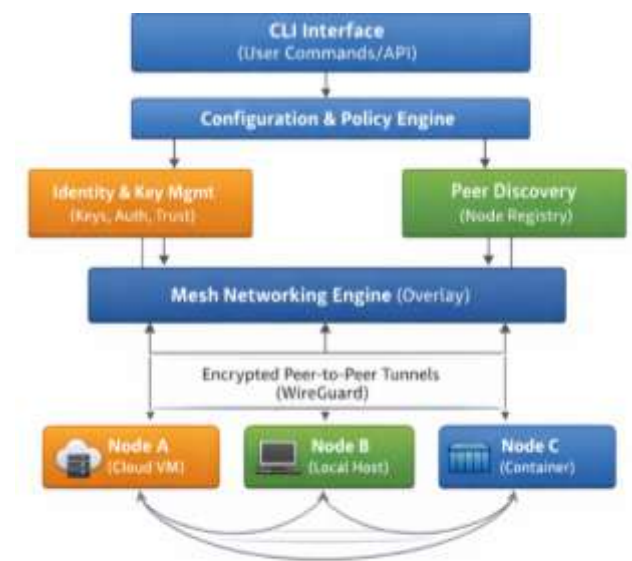 CLI Interface
(User Commands/API)
Configuration & Policy Engine
Identity & Key Mgmt
(Keys, Auth, Trust)
Peer Discovery
(Node Registry)
Mesh Networking Engine (Overlay)
Encrypted Peer-to-Peer Tunnels
(WireGuard)
Node A
(Cloud VM)
Node B
(Local Host)
Node C
(Container)